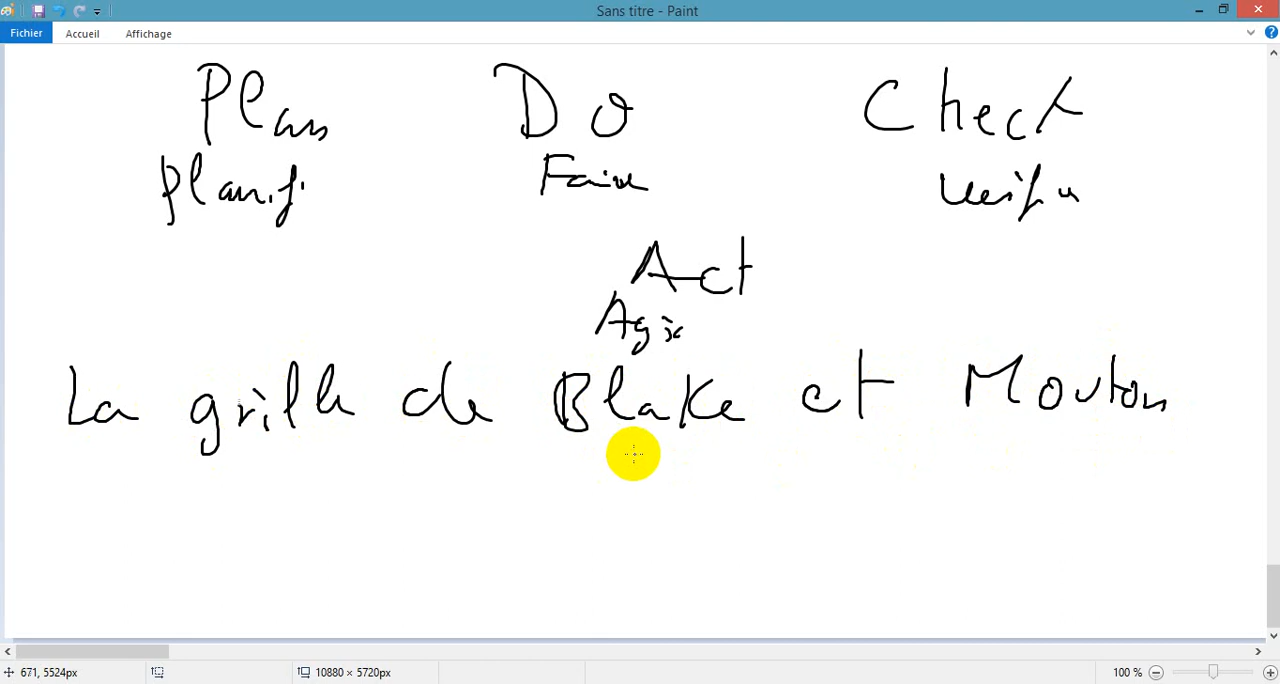 Sans titre - Paint
Fichier Accueil Affichage
Plan Do Check
Planif. Faire Verifier
Act
Agir
La grille de Blake et Mouton
671, 5524px 10880 × 5720px 100 %